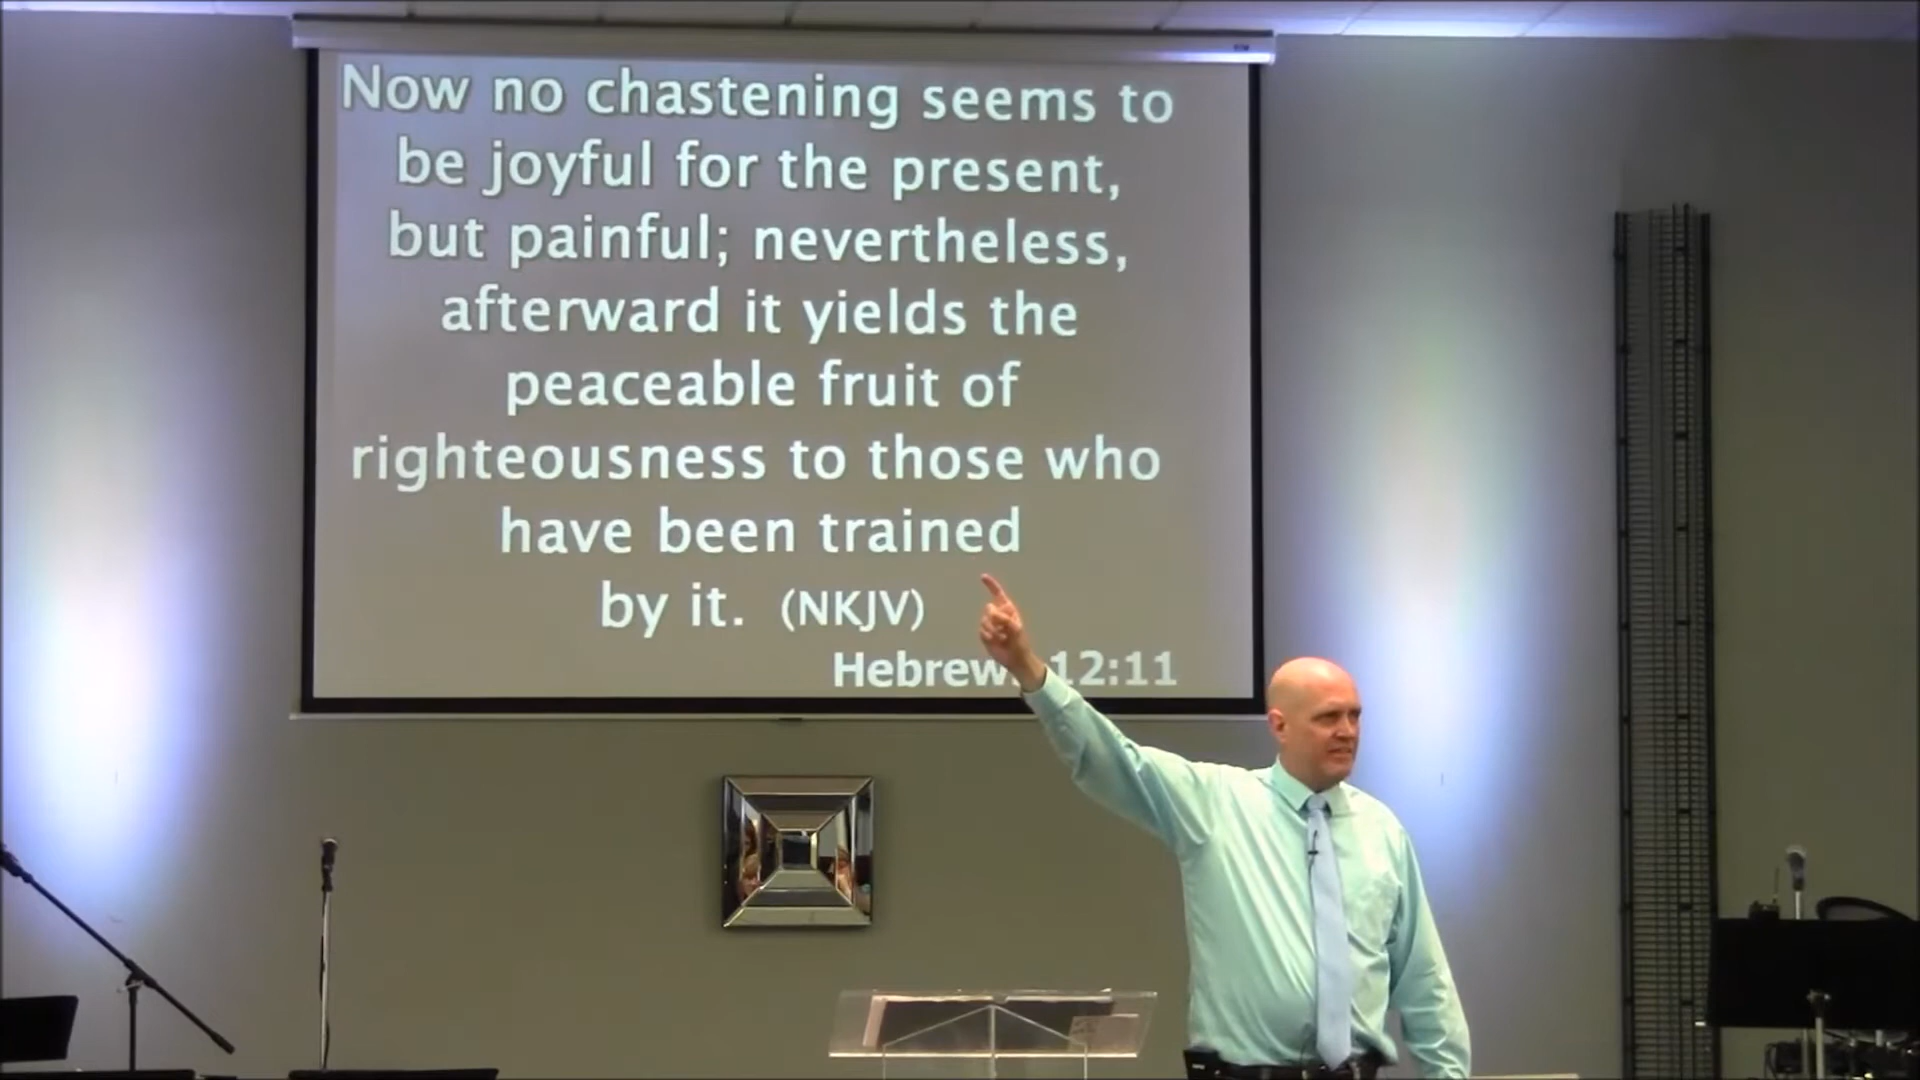 Now no chastening seems to
be joyful for the present,
but painful; nevertheless,
afterward it yields the
peaceable fruit of
righteousness to those who
have been trained
by it. (NKJV)
Hebrew 12:11